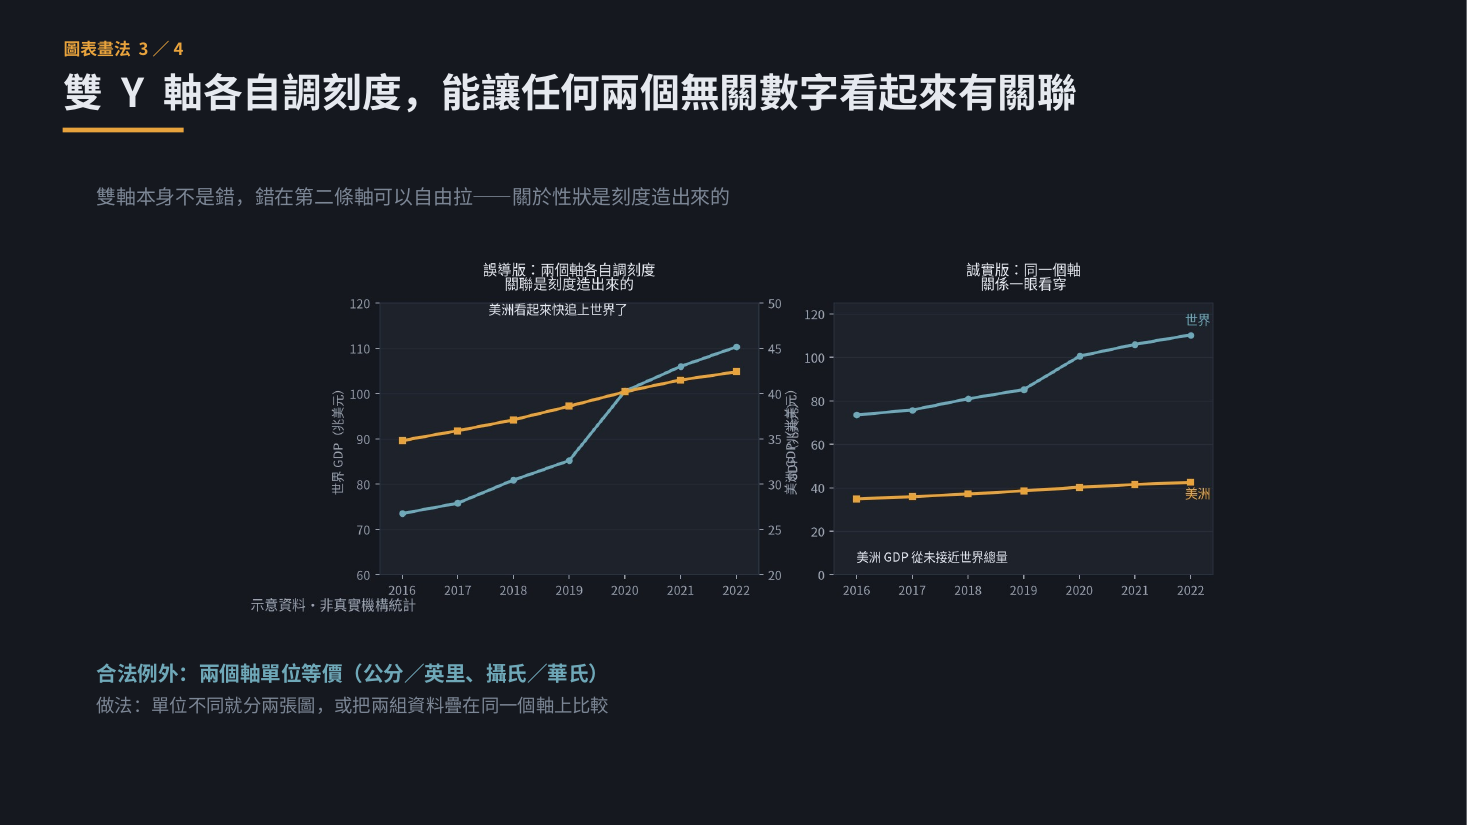 圖表畫法 3／4
雙 Y 軸各自調刻度，能讓任何兩個無關數字看起來有關聯
雙軸本身不是錯，錯在第二條軸可以自由拉——關於性狀是刻度造出來的
誤導版：兩個軸各自調刻度
關聯是刻度造出來的
美洲看起來快追上世界了
世界 GDP（兆美元）
120
110
100
90
80
70
60
50
45
40
35
30
25
20
2016 2017 2018 2019 2020 2021 2022
美洲 GDP（兆美元）
誠實版：同一個軸
關係一眼看穿
GDP（兆美元）
120
100
80
60
40
20
0
世界
美洲
美洲 GDP 從未接近世界總量
2016 2017 2018 2019 2020 2021 2022
示意資料・非真實機構統計
合法例外：兩個軸單位等價（公分／英里、攝氏／華氏）
做法：單位不同就分兩張圖，或把兩組資料疊在同一個軸上比較